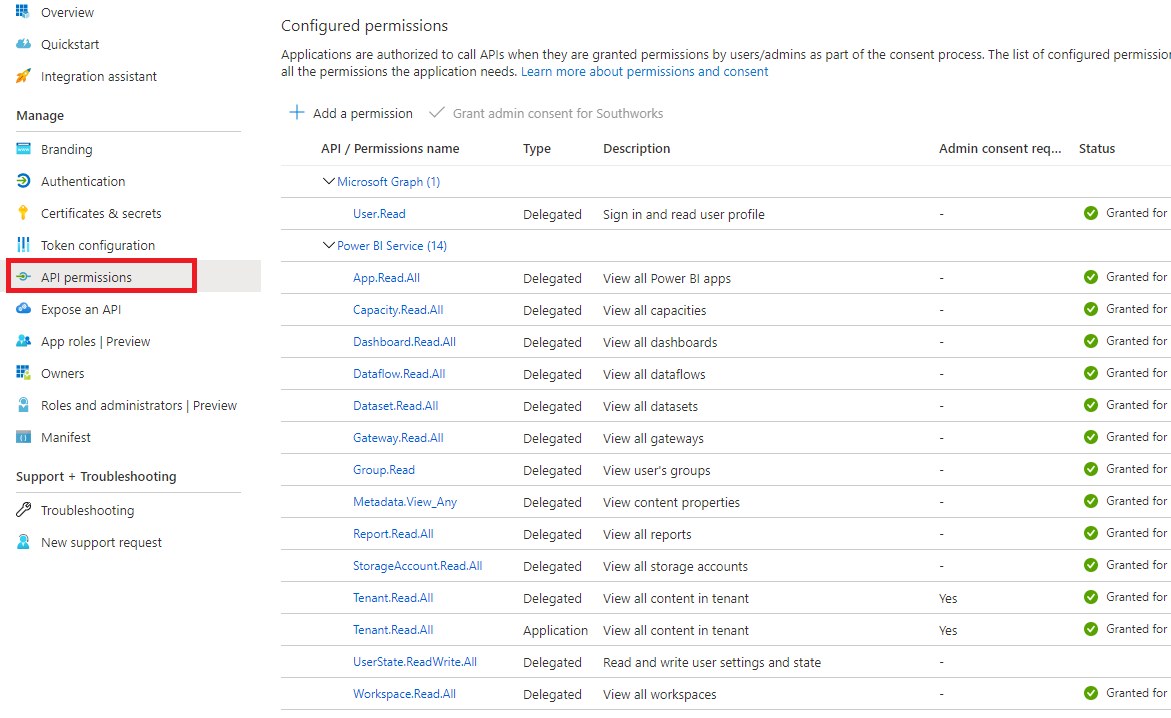 Overview
Quickstart
Integration assistant
Manage
Branding
Authentication
Certificates & secrets
Token configuration
API permissions
Expose an API
App roles | Preview
Owners
Roles and administrators | Preview
Manifest
Support + Troubleshooting
Troubleshooting
New support request
Configured permissions
Applications are authorized to call APIs when they are granted permissions by users/admins as part of the consent process. The list of configured permission
all the permissions the application needs. Learn more about permissions and consent
Add a permission Grant admin consent for Southworks
API / Permissions name Type Description Admin consent req... Status
Microsoft Graph (1)
User.Read Delegated Sign in and read user profile - Granted for
Power BI Service (14)
App.Read.All Delegated View all Power BI apps - Granted for
Capacity.Read.All Delegated View all capacities - Granted for
Dashboard.Read.All Delegated View all dashboards - Granted for
Dataflow.Read.All Delegated View all dataflows - Granted for
Dataset.Read.All Delegated View all datasets - Granted for
Gateway.Read.All Delegated View all gateways - Granted for
Group.Read Delegated View user's groups - Granted for
Metadata.View_Any Delegated View content properties - Granted for
Report.Read.All Delegated View all reports - Granted for
StorageAccount.Read.All Delegated View all storage accounts - Granted for
Tenant.Read.All Delegated View all content in tenant Yes Granted for
Tenant.Read.All Application View all content in tenant Yes Granted for
UserState.ReadWrite.All Delegated Read and write user settings and state -
Workspace.Read.All Delegated View all workspaces - Granted for